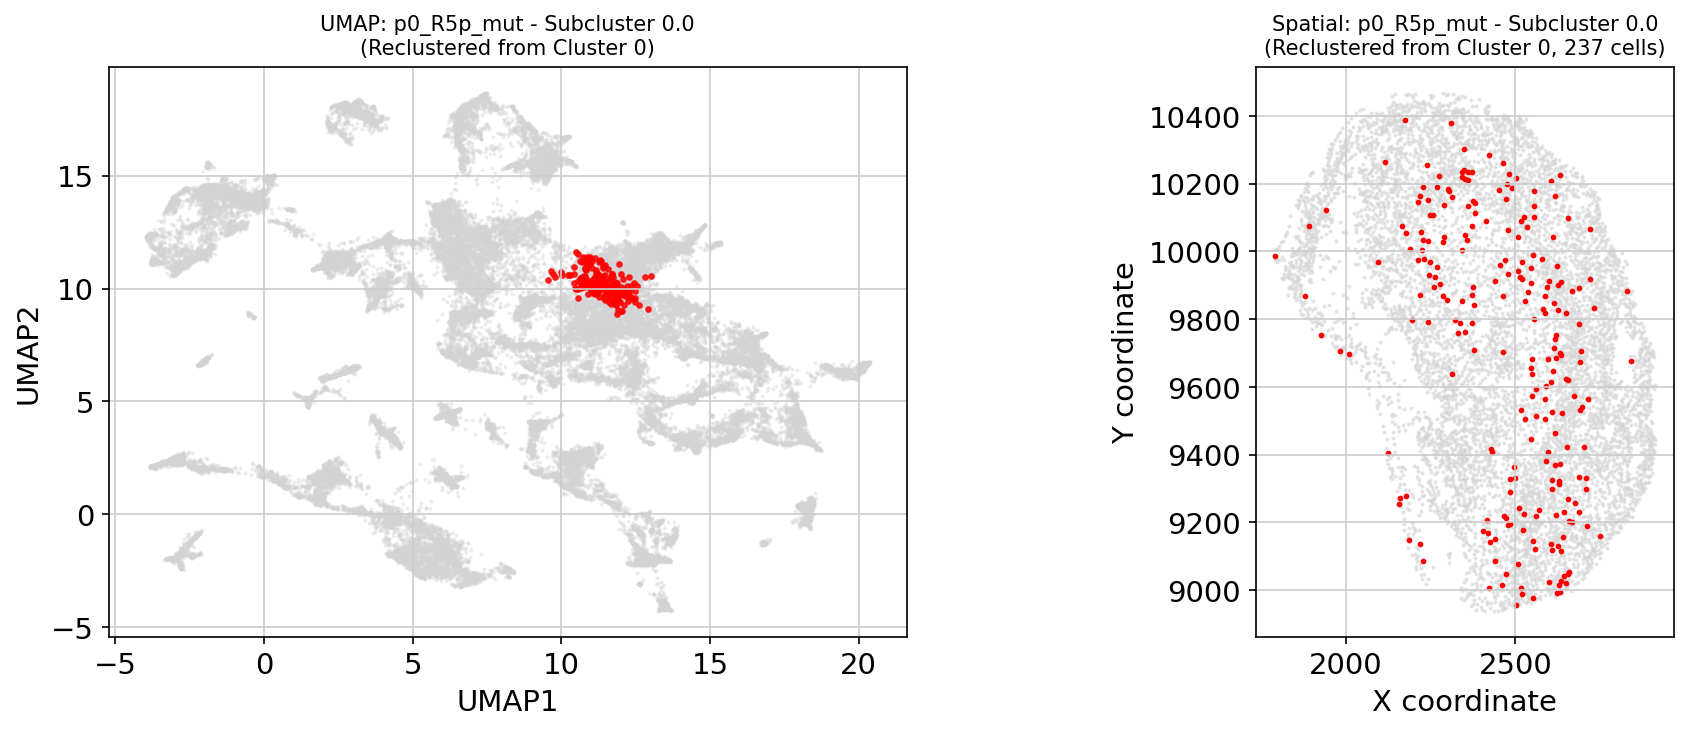 UMAP: p0_R5p_mut - Subcluster 0.0
(Reclustered from Cluster 0)
15
10
5
0
−5
UMAP2
−5
0
5
10
15
20
UMAP1
Spatial: p0_R5p_mut - Subcluster 0.0
(Reclustered from Cluster 0, 237 cells)
10400
10200
10000
9800
9600
9400
9200
9000
Y coordinate
2000
2500
X coordinate